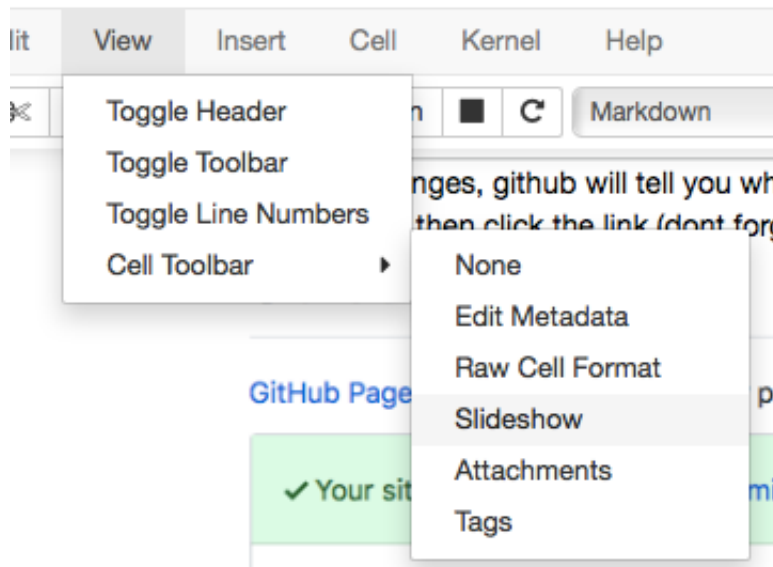 lit View Insert Cell Kernel Help
Toggle Header
n
Markdown
Toggle Toolbar
nges, github will tell you wh
Toggle Line Numbers
then click the link (dont forg
Cell Toolbar
None
Edit Metadata
Raw Cell Format
GitHub Page
p
Slideshow
Attachments
Your sit
mi
Tags